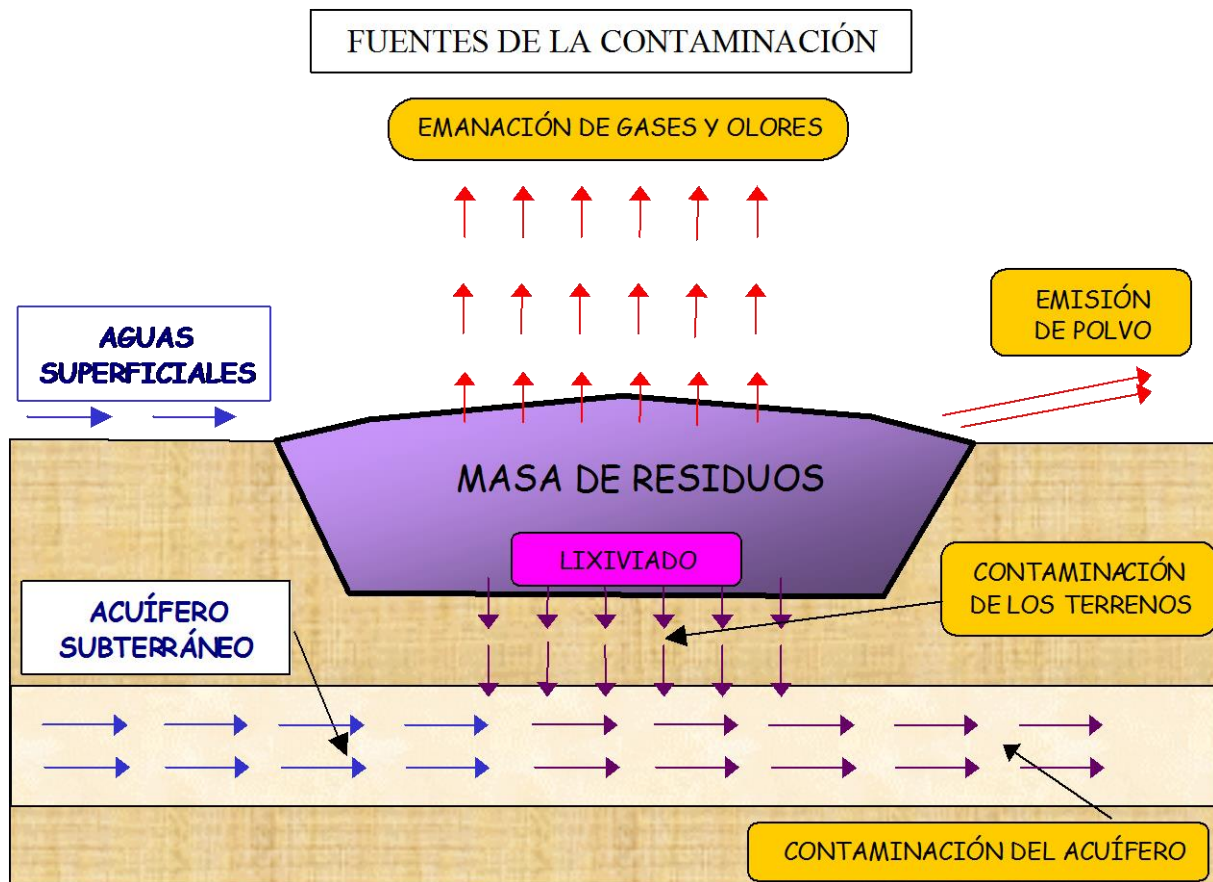 FUENTES DE LA CONTAMINACIÓN
EMANACIÓN DE GASES Y OLORES
EMISIÓN
DE POLVO
AGUAS
SUPERFICIALES
MASA DE RESIDUOS
LIXIVIADO
CONTAMINACIÓN
DE LOS TERRENOS
ACUÍFERO
SUBTERRÁNEO
CONTAMINACIÓN DEL ACUÍFERO